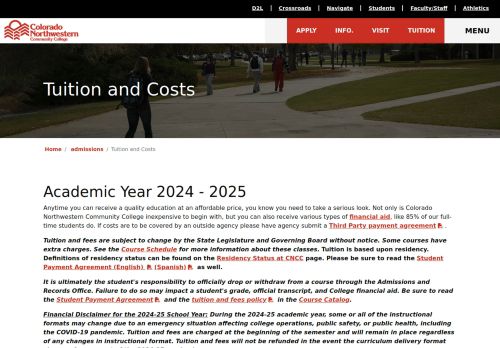 D2L | Crossroads | Navigate | Students | Faculty/Staff | Athletics
Colorado
Northwestern
Community College
APPLY INFO. VISIT TUITION MENU
Tuition and Costs
Home / admissions / Tuition and Costs
Academic Year 2024 - 2025
Anytime you can receive a quality education at an affordable price, you know you need to take a serious look. Not only is Colorado
Northwestern Community College inexpensive to begin with, but you can also receive various types of financial aid, like 85% of our full-
time students do. If costs are to be covered by an outside agency please have agency submit a Third Party payment agreement .
Tuition and fees are subject to change by the State Legislature and Governing Board without notice. Some courses have
extra charges. See the Course Schedule for more information about these classes. Tuition is based upon residency.
Definitions of residency status can be found on the Residency Status at CNCC page. Please be sure to read the Student
Payment Agreement (English) (Spanish) as well.
It is ultimately the student's responsibility to officially drop or withdraw from a course through the Admissions and
Records Office. Failure to do so may impact a student's grade, official transcript, and College financial aid. Be sure to read
the Student Payment Agreement and the tuition and fees policy in the Course Catalog.
Financial Disclaimer for the 2024-25 School Year: During the 2024-25 academic year, some or all of the instructional
formats may change due to an emergency situation affecting college operations, public safety, or public health, including
the COVID-19 pandemic. Tuition and fees are charged at the beginning of the semester and will remain in place regardless
of any changes in instructional format. Tuition and fees will not be refunded in the event the curriculum delivery format